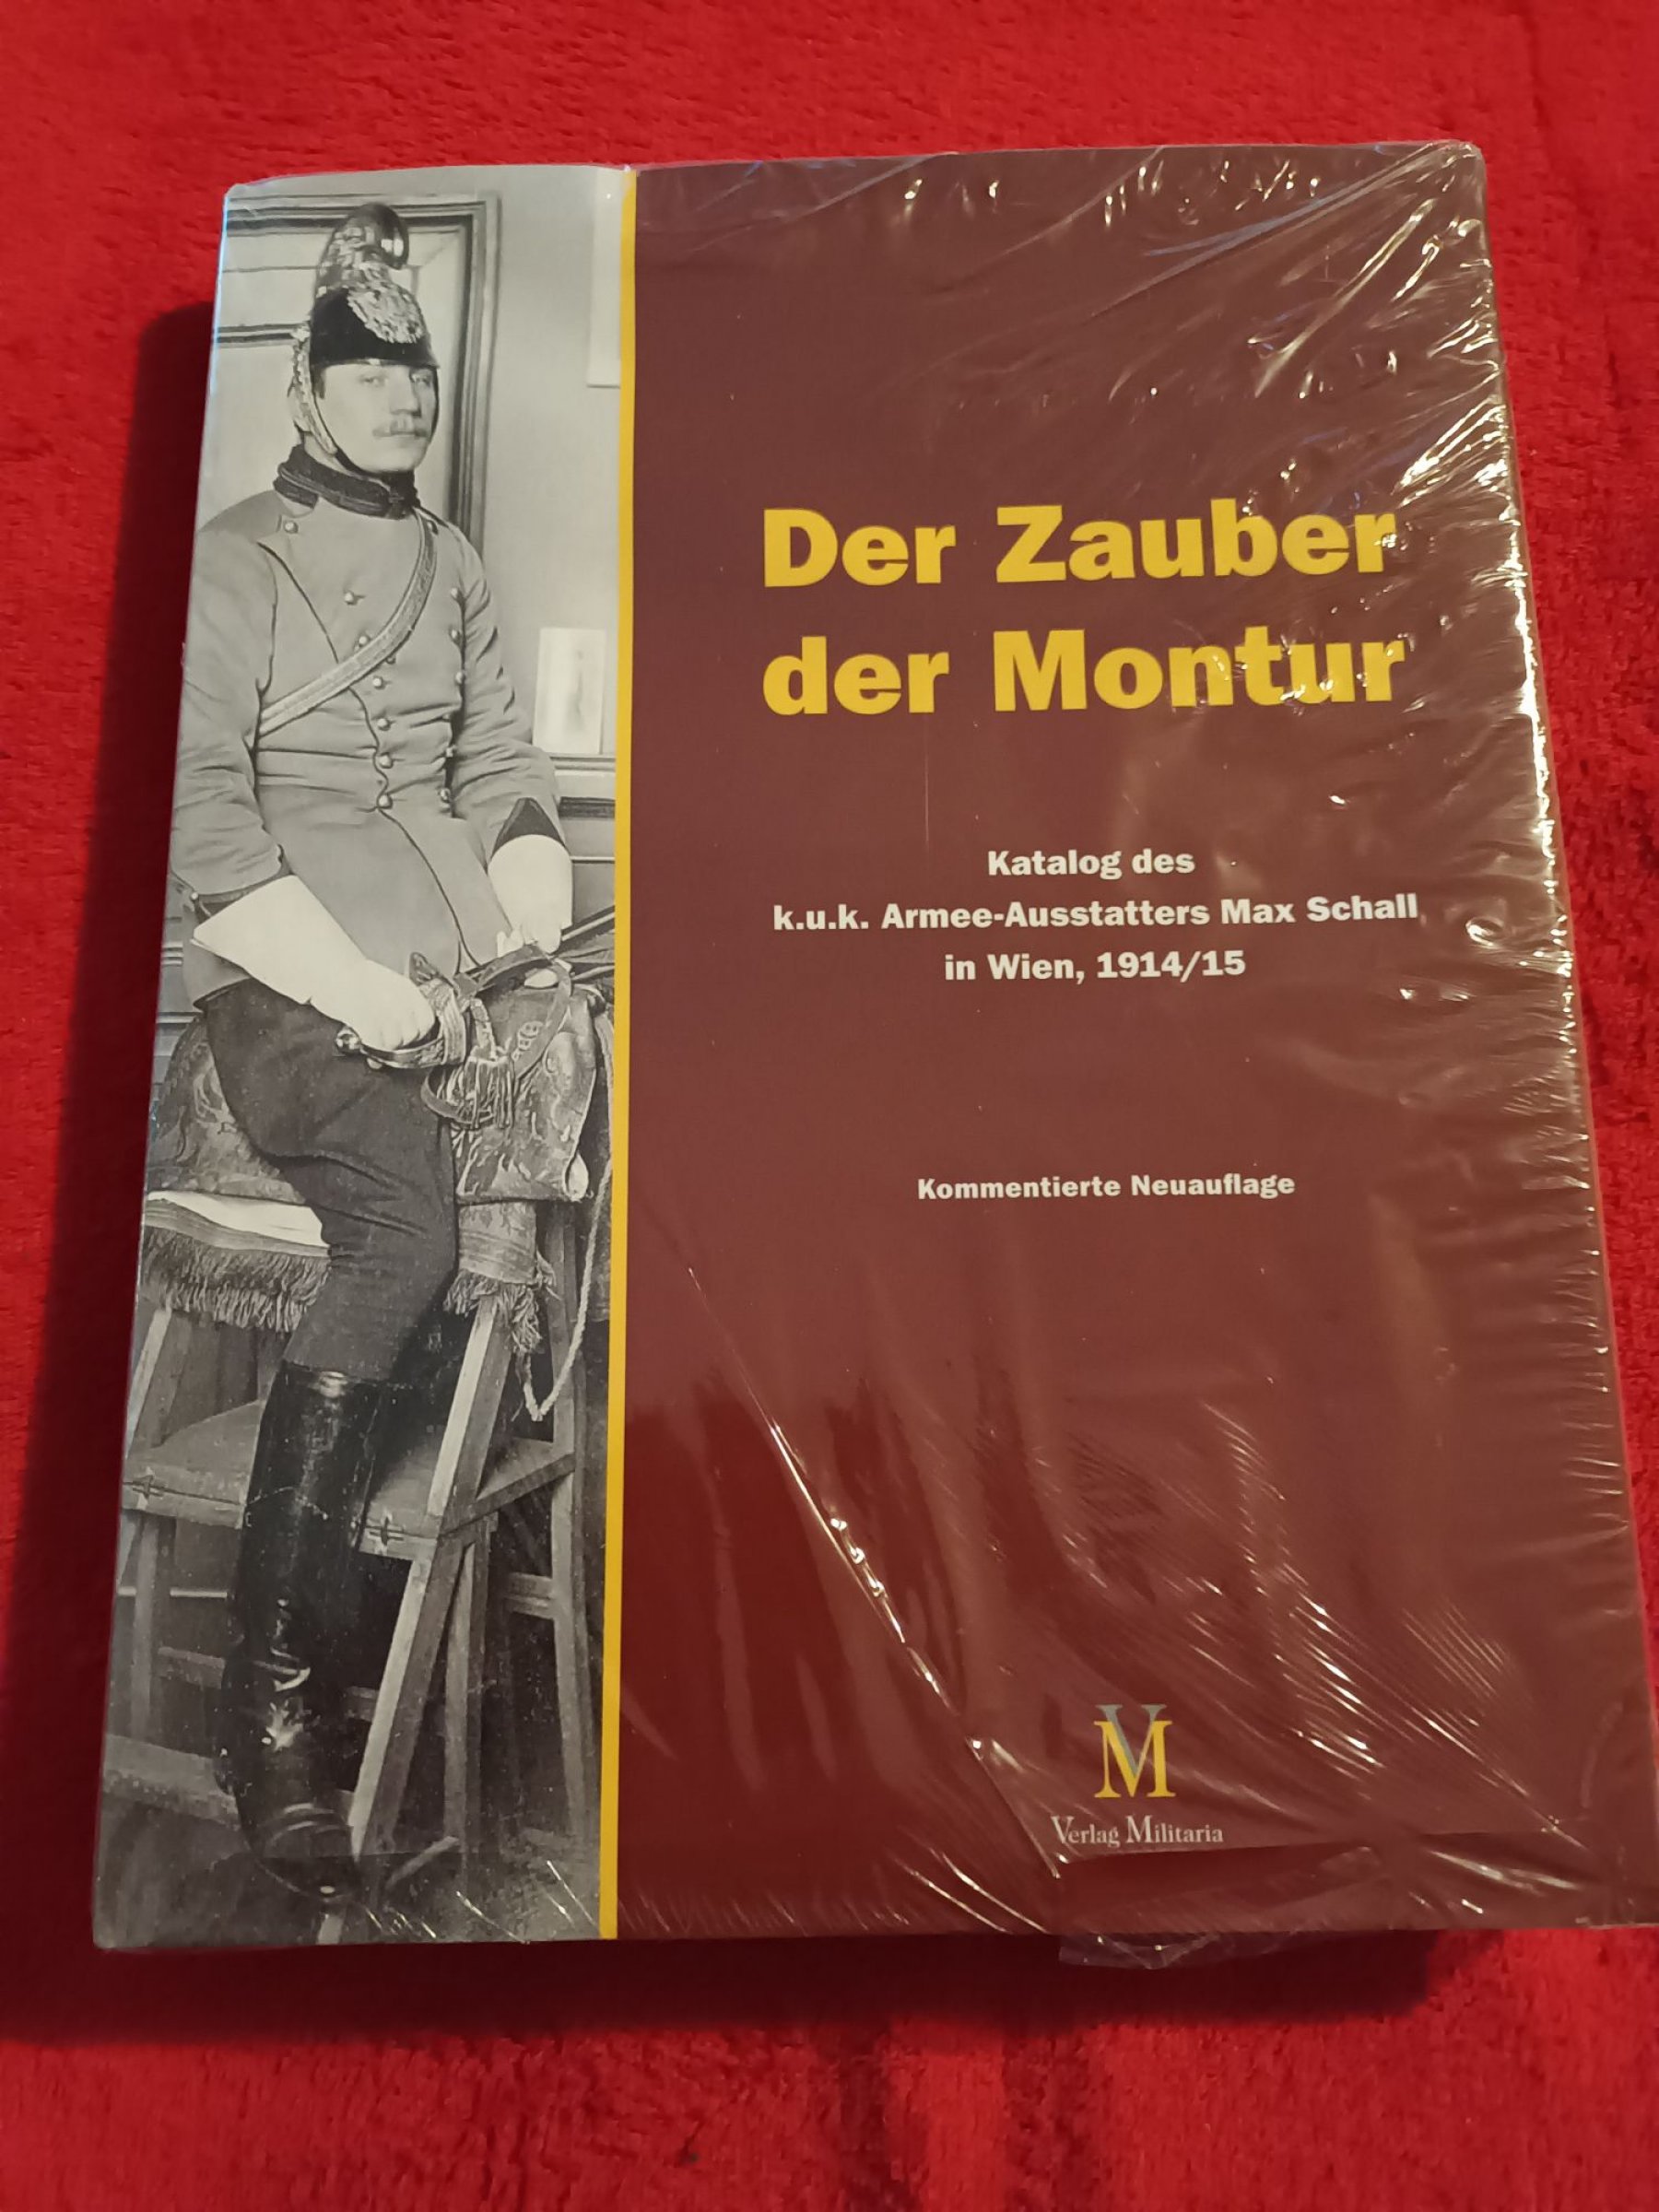 Der Zauber
der Montur
Katalog des
k.u.k. Armee-Ausstatters Max Schall
in Wien, 1914/15
Kommentierte Neuauflage
VM
Verlag Militaria